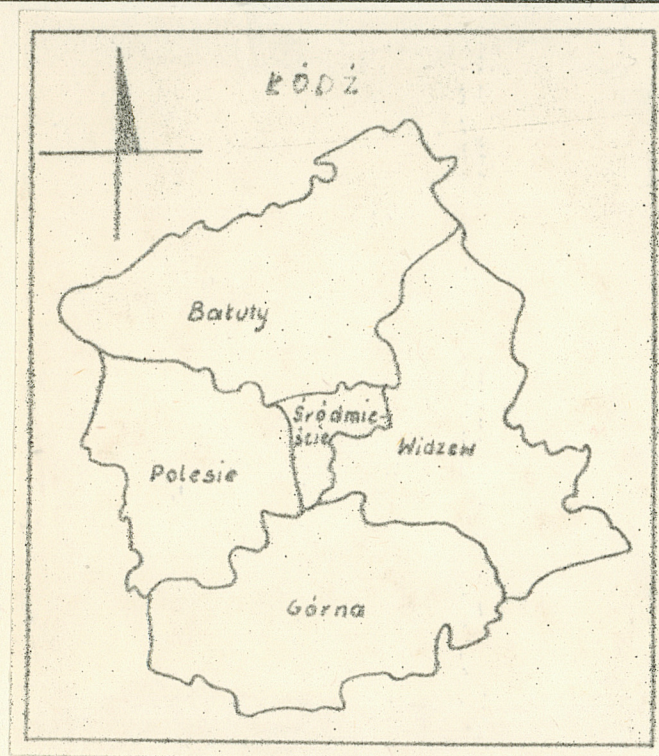 ŁÓDŹ
Bałuty
Śródmie-
ście
Widzew
Polesie
Górna